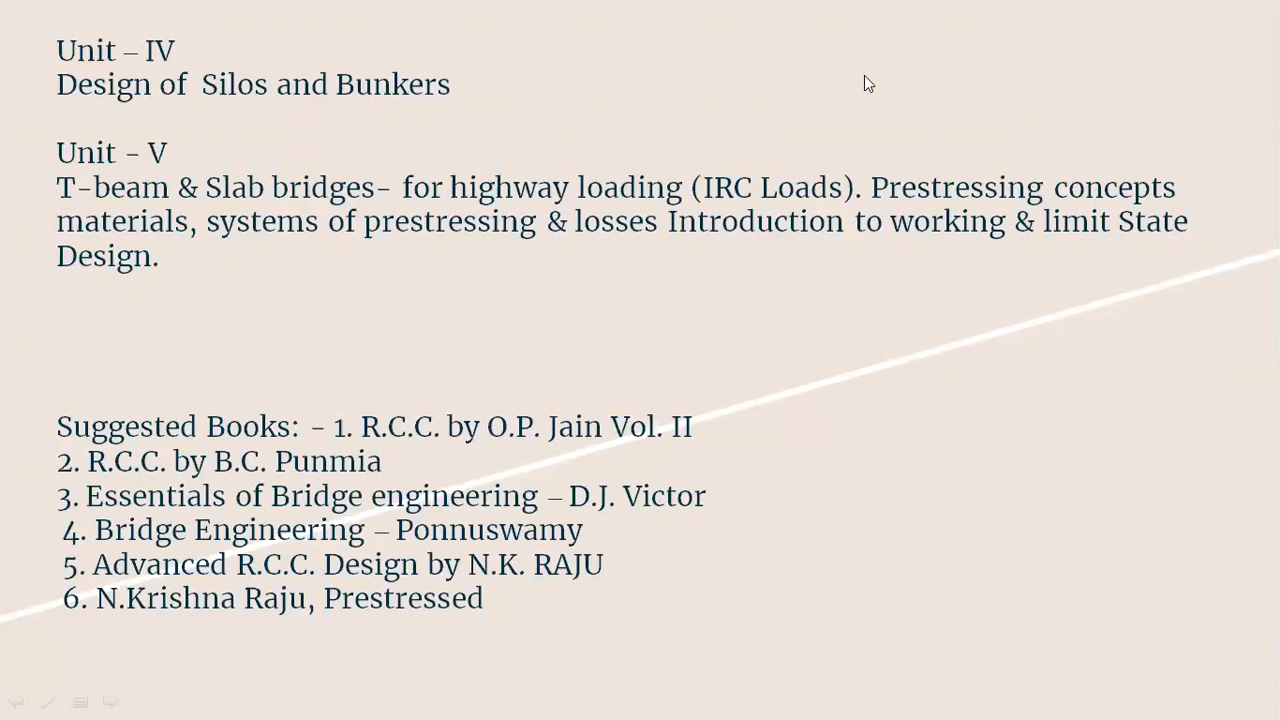 Unit – IV
Design of Silos and Bunkers
Unit - V
T-beam & Slab bridges- for highway loading (IRC Loads). Prestressing concepts
materials, systems of prestressing & losses Introduction to working & limit State
Design.
Suggested Books: - 1. R.C.C. by O.P. Jain Vol. II
2. R.C.C. by B.C. Punmia
3. Essentials of Bridge engineering – D.J. Victor
4. Bridge Engineering – Ponnuswamy
5. Advanced R.C.C. Design by N.K. RAJU
6. N.Krishna Raju, Prestressed